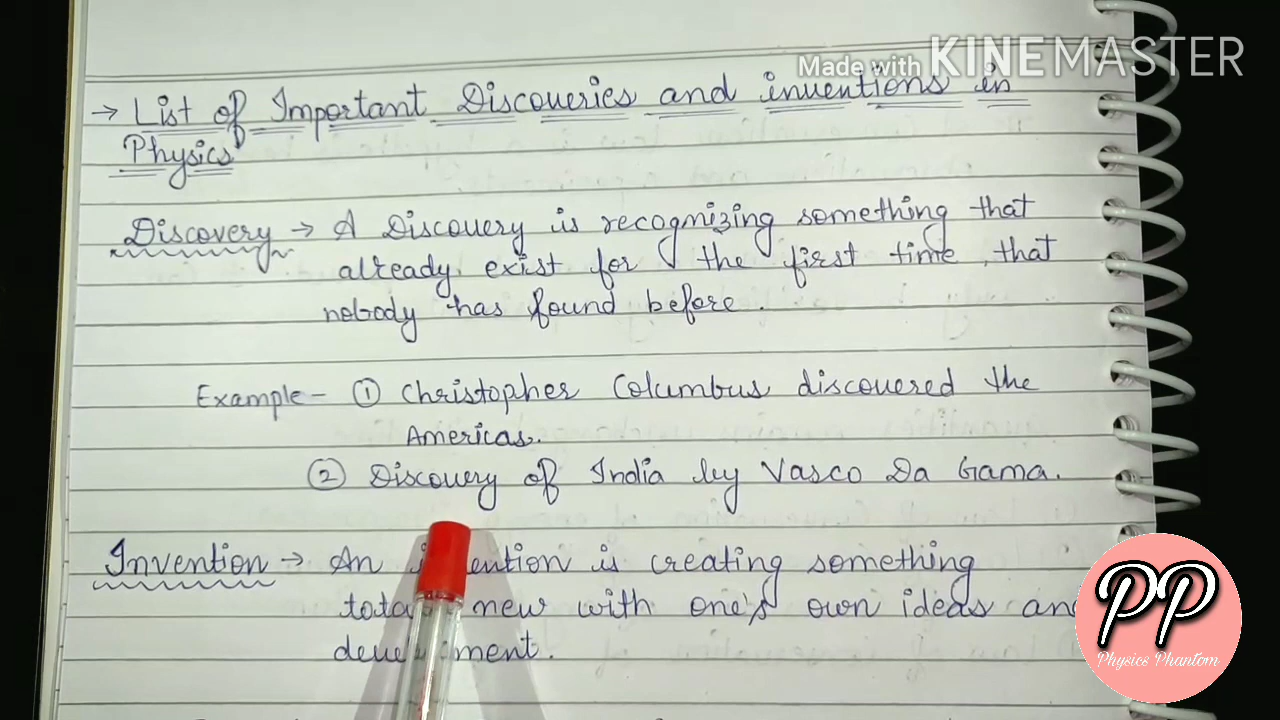 Made with KINEMASTER
→ List of Important Discoveries and inventions in
Physics
Discovery → A Discovery is recognizing something that
already exist for the first time, that
nobody has found before.
Example - ① Christopher Columbus discovered the
Americas.
② Discovery of India by Vasco Da Gama.
Invention → An is creating something
new with one's own ideas
PP
Physics Phantom